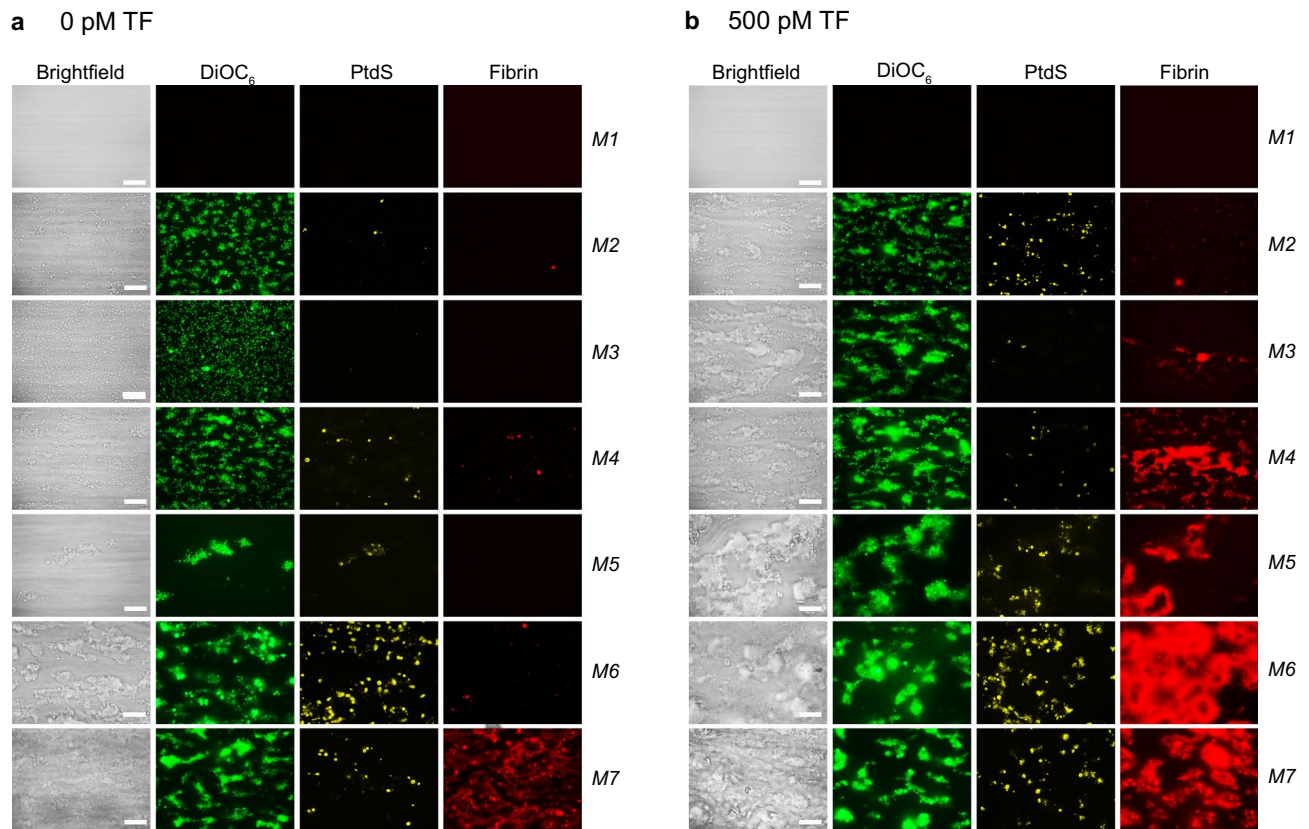 a 0 pM TF
Brightfield DiOC6 PtdS Fibrin
M1
M2
M3
M4
M5
M6
M7
b 500 pM TF
Brightfield DiOC6 PtdS Fibrin
M1
M2
M3
M4
M5
M6
M7